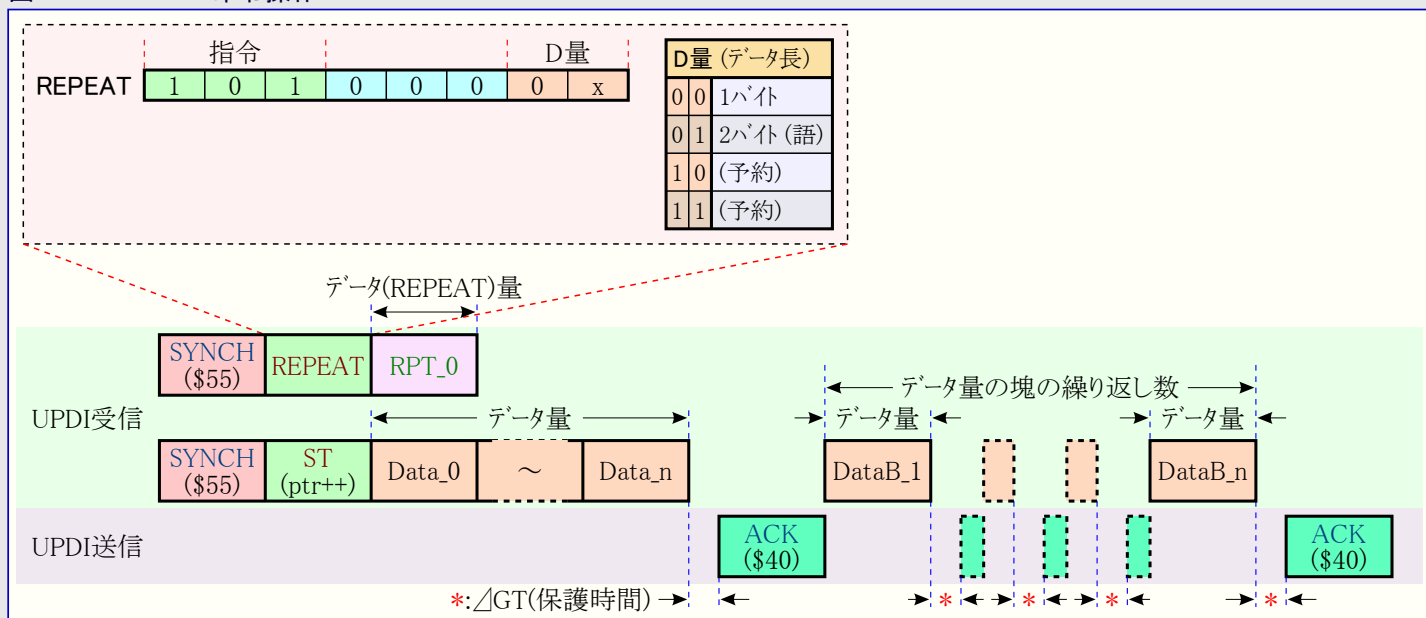 指令 D量
REPEAT 1 0 1 0 0 0 0 x
D量 (データ長)
0 0 1バイト
0 1 2バイト (語)
1 0 (予約)
1 1 (予約)
データ(REPEAT)量
SYNCH
($55)
REPEAT
RPT_0
UPDI受信
データ量の塊の繰り返し数
データ量
データ量
データ量
SYNCH
($55)
ST
(ptr++)
Data_0
~
Data_n
DataB_1
DataB_n
UPDI送信
ACK
($40)
ACK
($40)
*:⊿GT(保護時間)
* * * *